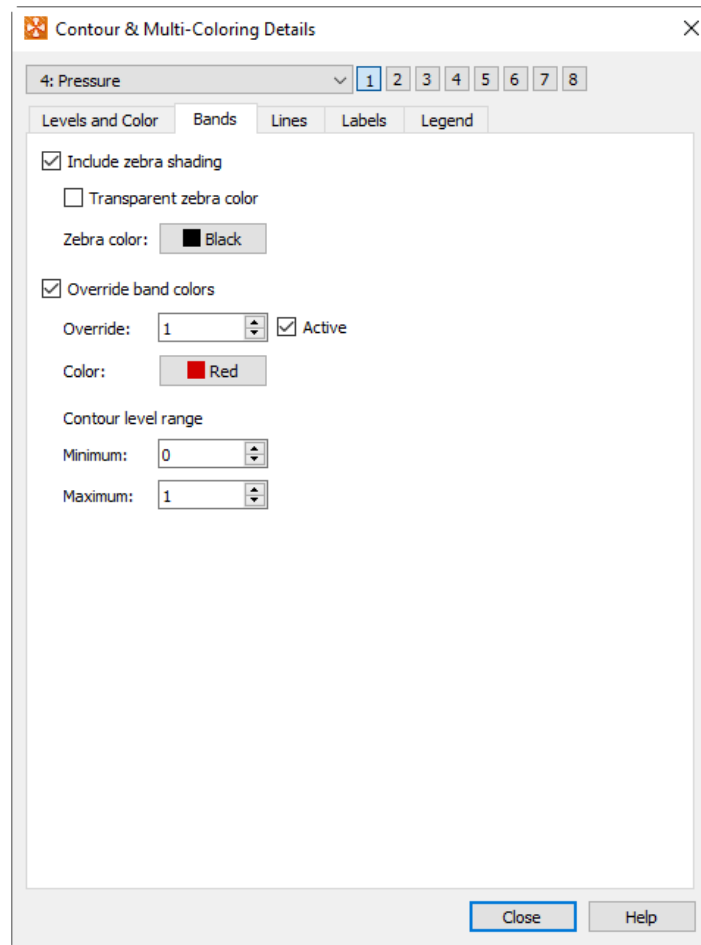 Contour & Multi-Coloring Details
4: Pressure 1 2 3 4 5 6 7 8
Levels and Color Bands Lines Labels Legend
Include zebra shading
Transparent zebra color
Zebra color: Black
Override band colors
Override: 1 Active
Color: Red
Contour level range
Minimum: 0
Maximum: 1
Close Help